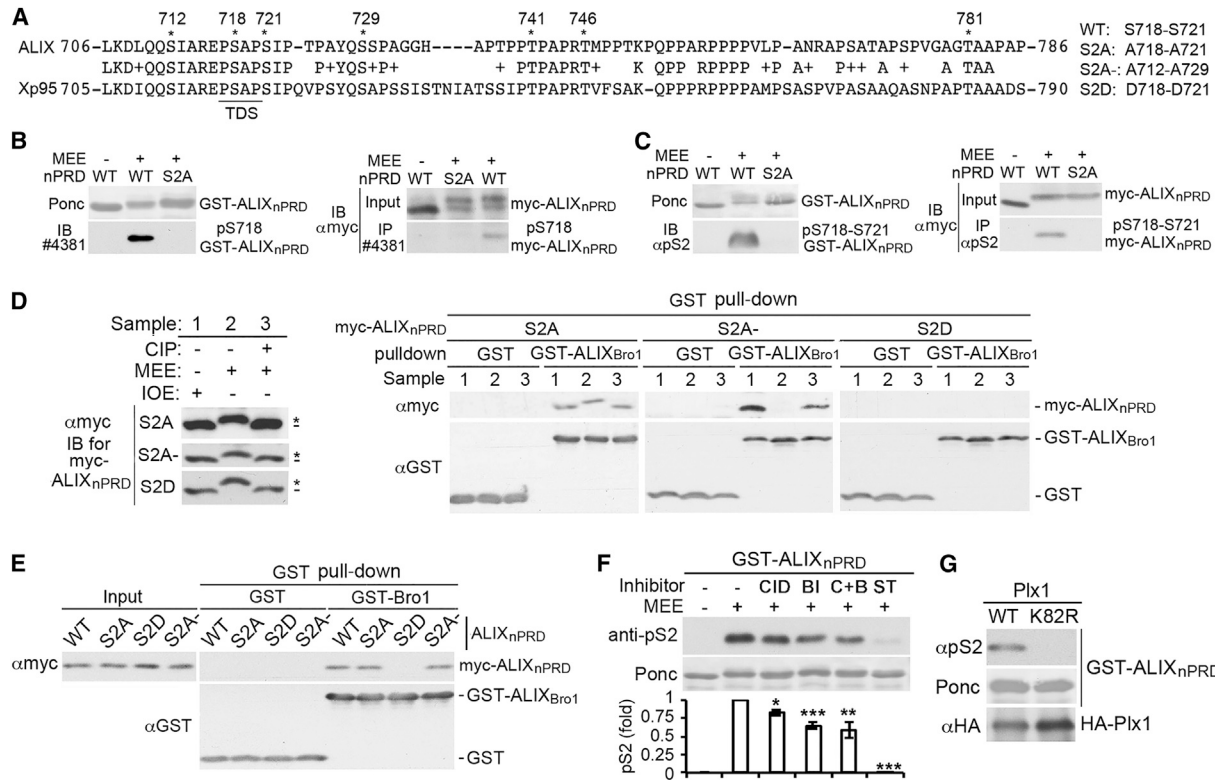 A
712 718 721 729 741 746 781
* * * * * * *
ALIX 706-LKDLQQSIAREPSAPSIP-TPAYQSSPAGGH----APTPPTPAPRTMPPTKPQPPARPPPPVLP-ANRAPSATAPSPVGAGTAAPAP-786
LKD+QQSIAREPSAPSIP P+YQS+P+ + PTPAPRT+ K QPP RPPPP +P A+ P++ A + A TAA
Xp95 705-LKDIQQSIAREPSAPSIPQVPSYQSAPSSISTNIATSSIPTPAPRTVFSAK-QPPPRPPPPAMPSASPVPASAAQASNPAPTAAADS-790
TDS
WT: S718-S721
S2A: A718-A721
S2A-: A712-A729
S2D: D718-D721
B
MEE - + +
nPRD WT WT S2A
Ponc GST-ALIXnPRD
IB #4381 pS718 GST-ALIXnPRD
MEE - + +
nPRD WT S2A WT
IB αmyc
Input myc-ALIXnPRD
IP #4381 pS718 myc-ALIXnPRD
C
MEE - + +
nPRD WT WT S2A
Ponc GST-ALIXnPRD
IB αpS2 pS718-S721 GST-ALIXnPRD
MEE - + +
nPRD WT WT S2A
IB αmyc
Input myc-ALIXnPRD
IP αpS2 pS718-S721 myc-ALIXnPRD
D
Sample: 1 2 3
CIP: - - +
MEE: - + +
IOE: + - -
αmyc IB for myc-ALIXnPRD
S2A *-
S2A- *-
S2D *-
GST pull-down
myc-ALIXnPRD S2A S2A- S2D
pulldown GST GST-ALIXBro1 GST GST-ALIXBro1 GST GST-ALIXBro1
Sample 1 2 3 1 2 3 1 2 3 1 2 3 1 2 3 1 2 3
αmyc - myc-ALIXnPRD
αGST - GST-ALIXBro1
- GST
E
GST pull-down
Input GST GST-Bro1
WT S2A S2D S2A- WT S2A S2D S2A- WT S2A S2D S2A- ALIXnPRD
αmyc myc-ALIXnPRD
αGST -GST-ALIXBro1
-GST
F
GST-ALIXnPRD
Inhibitor - - CID BI C+B ST
MEE - + + + + +
anti-pS2
Ponc
pS2 (fold)
1
0.75
0.5
0.25
0
* *** ** ***
G
Plx1
WT K82R
αpS2
Ponc
GST-ALIXnPRD
αHA HA-Plx1